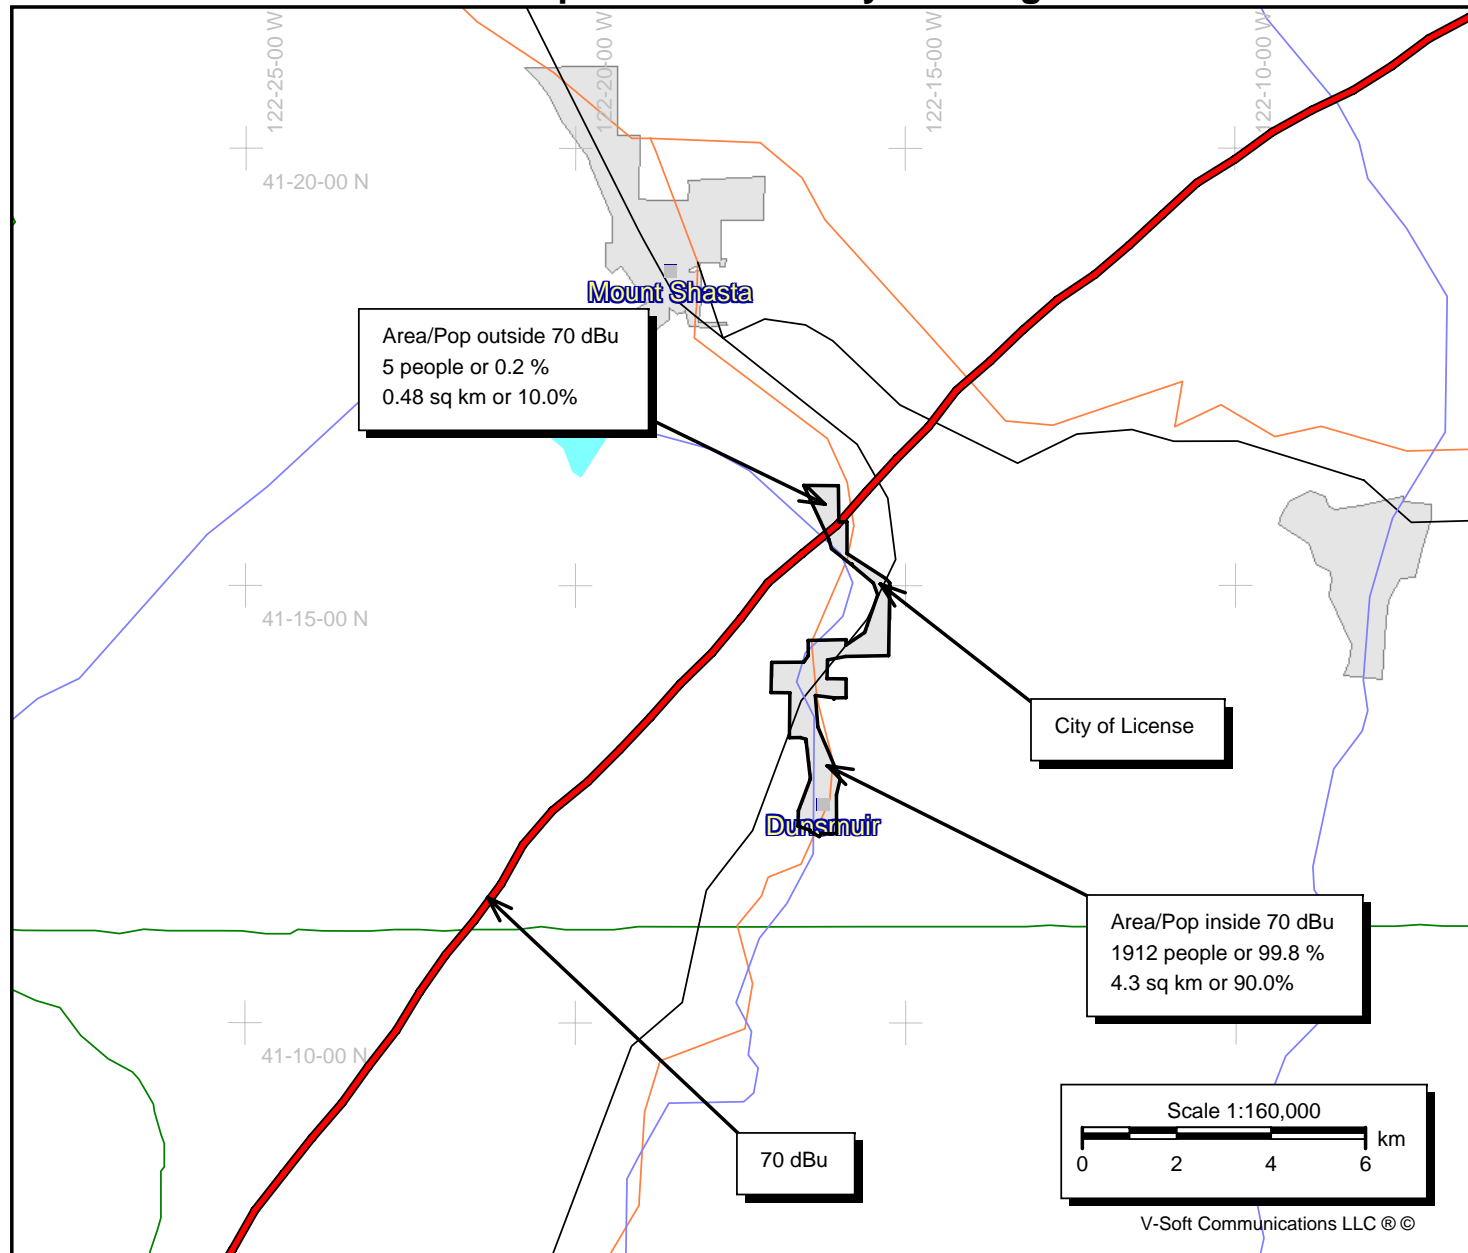 122-25-00 W
122-20-00 W
122-15-00 W
122-10-00 W
41-20-00 N
Mount Shasta
Area/Pop outside 70 dBu
5 people or 0.2 %
0.48 sq km or 10.0%
41-15-00 N
City of License
Dunsmuir
Area/Pop inside 70 dBu
1912 people or 99.8 %
4.3 sq km or 90.0%
41-10-00 N
70 dBu
Scale 1:160,000
km
0 2 4 6
V-Soft Communications LLC ® ©